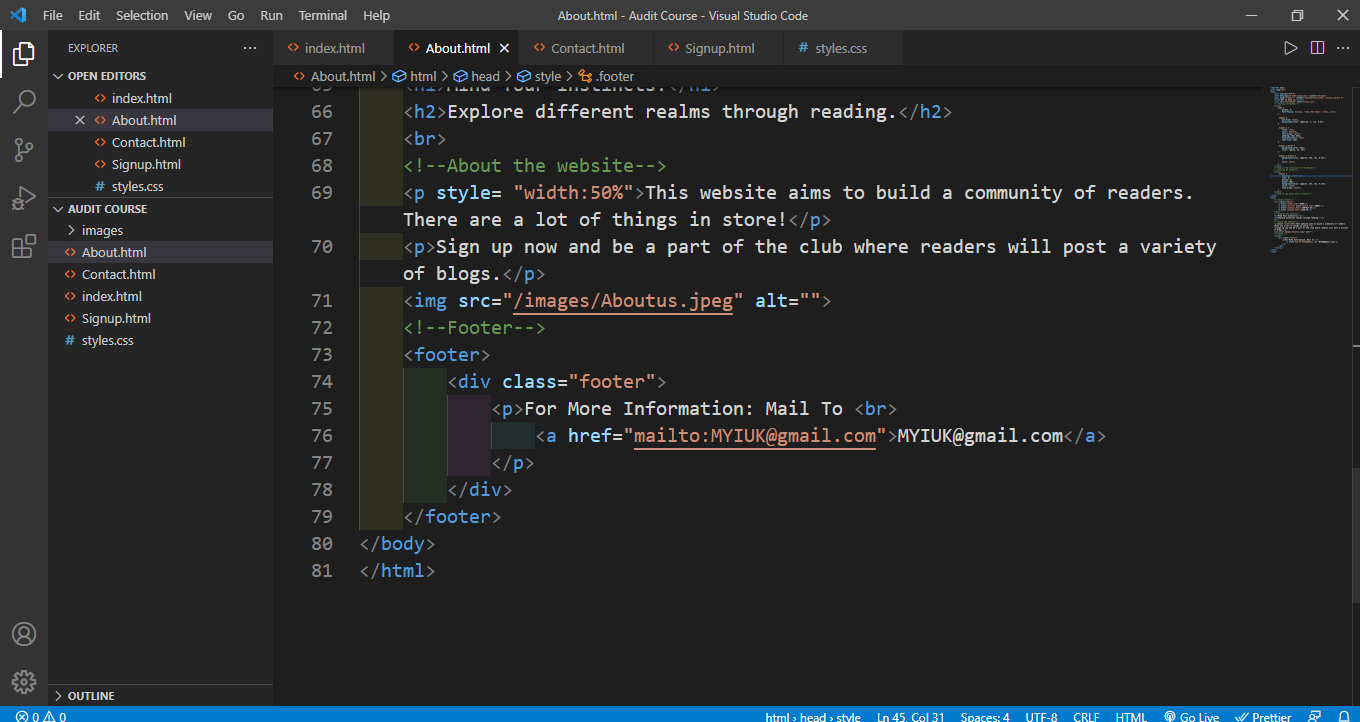 File Edit Selection View Go Run Terminal Help About.html - Audit Course - Visual Studio Code
EXPLORER ··· index.html About.html Contact.html Signup.html # styles.css ···
OPEN EDITORS
index.html
About.html
Contact.html
Signup.html
# styles.css
AUDIT COURSE
images
About.html
Contact.html
index.html
Signup.html
# styles.css
OUTLINE
About.html > html > head > style > .footer
65 <h1>Mind Your Instincts!</h1>
66 <h2>Explore different realms through reading.</h2>
67 <br>
68 <!--About the website-->
69 <p style= "width:50%">This website aims to build a community of readers.
There are a lot of things in store!</p>
70 <p>Sign up now and be a part of the club where readers will post a variety
of blogs.</p>
71 <img src="/images/Aboutus.jpeg" alt="">
72 <!--Footer-->
73 <footer>
74 <div class="footer">
75 <p>For More Information: Mail To <br>
76 <a href="mailto:MYIUK@gmail.com">MYIUK@gmail.com</a>
77 </p>
78 </div>
79 </footer>
80 </body>
81 </html>
0 0 html › head › style Ln 45, Col 31 Spaces: 4 UTF-8 CRLF HTML Go Live Prettier